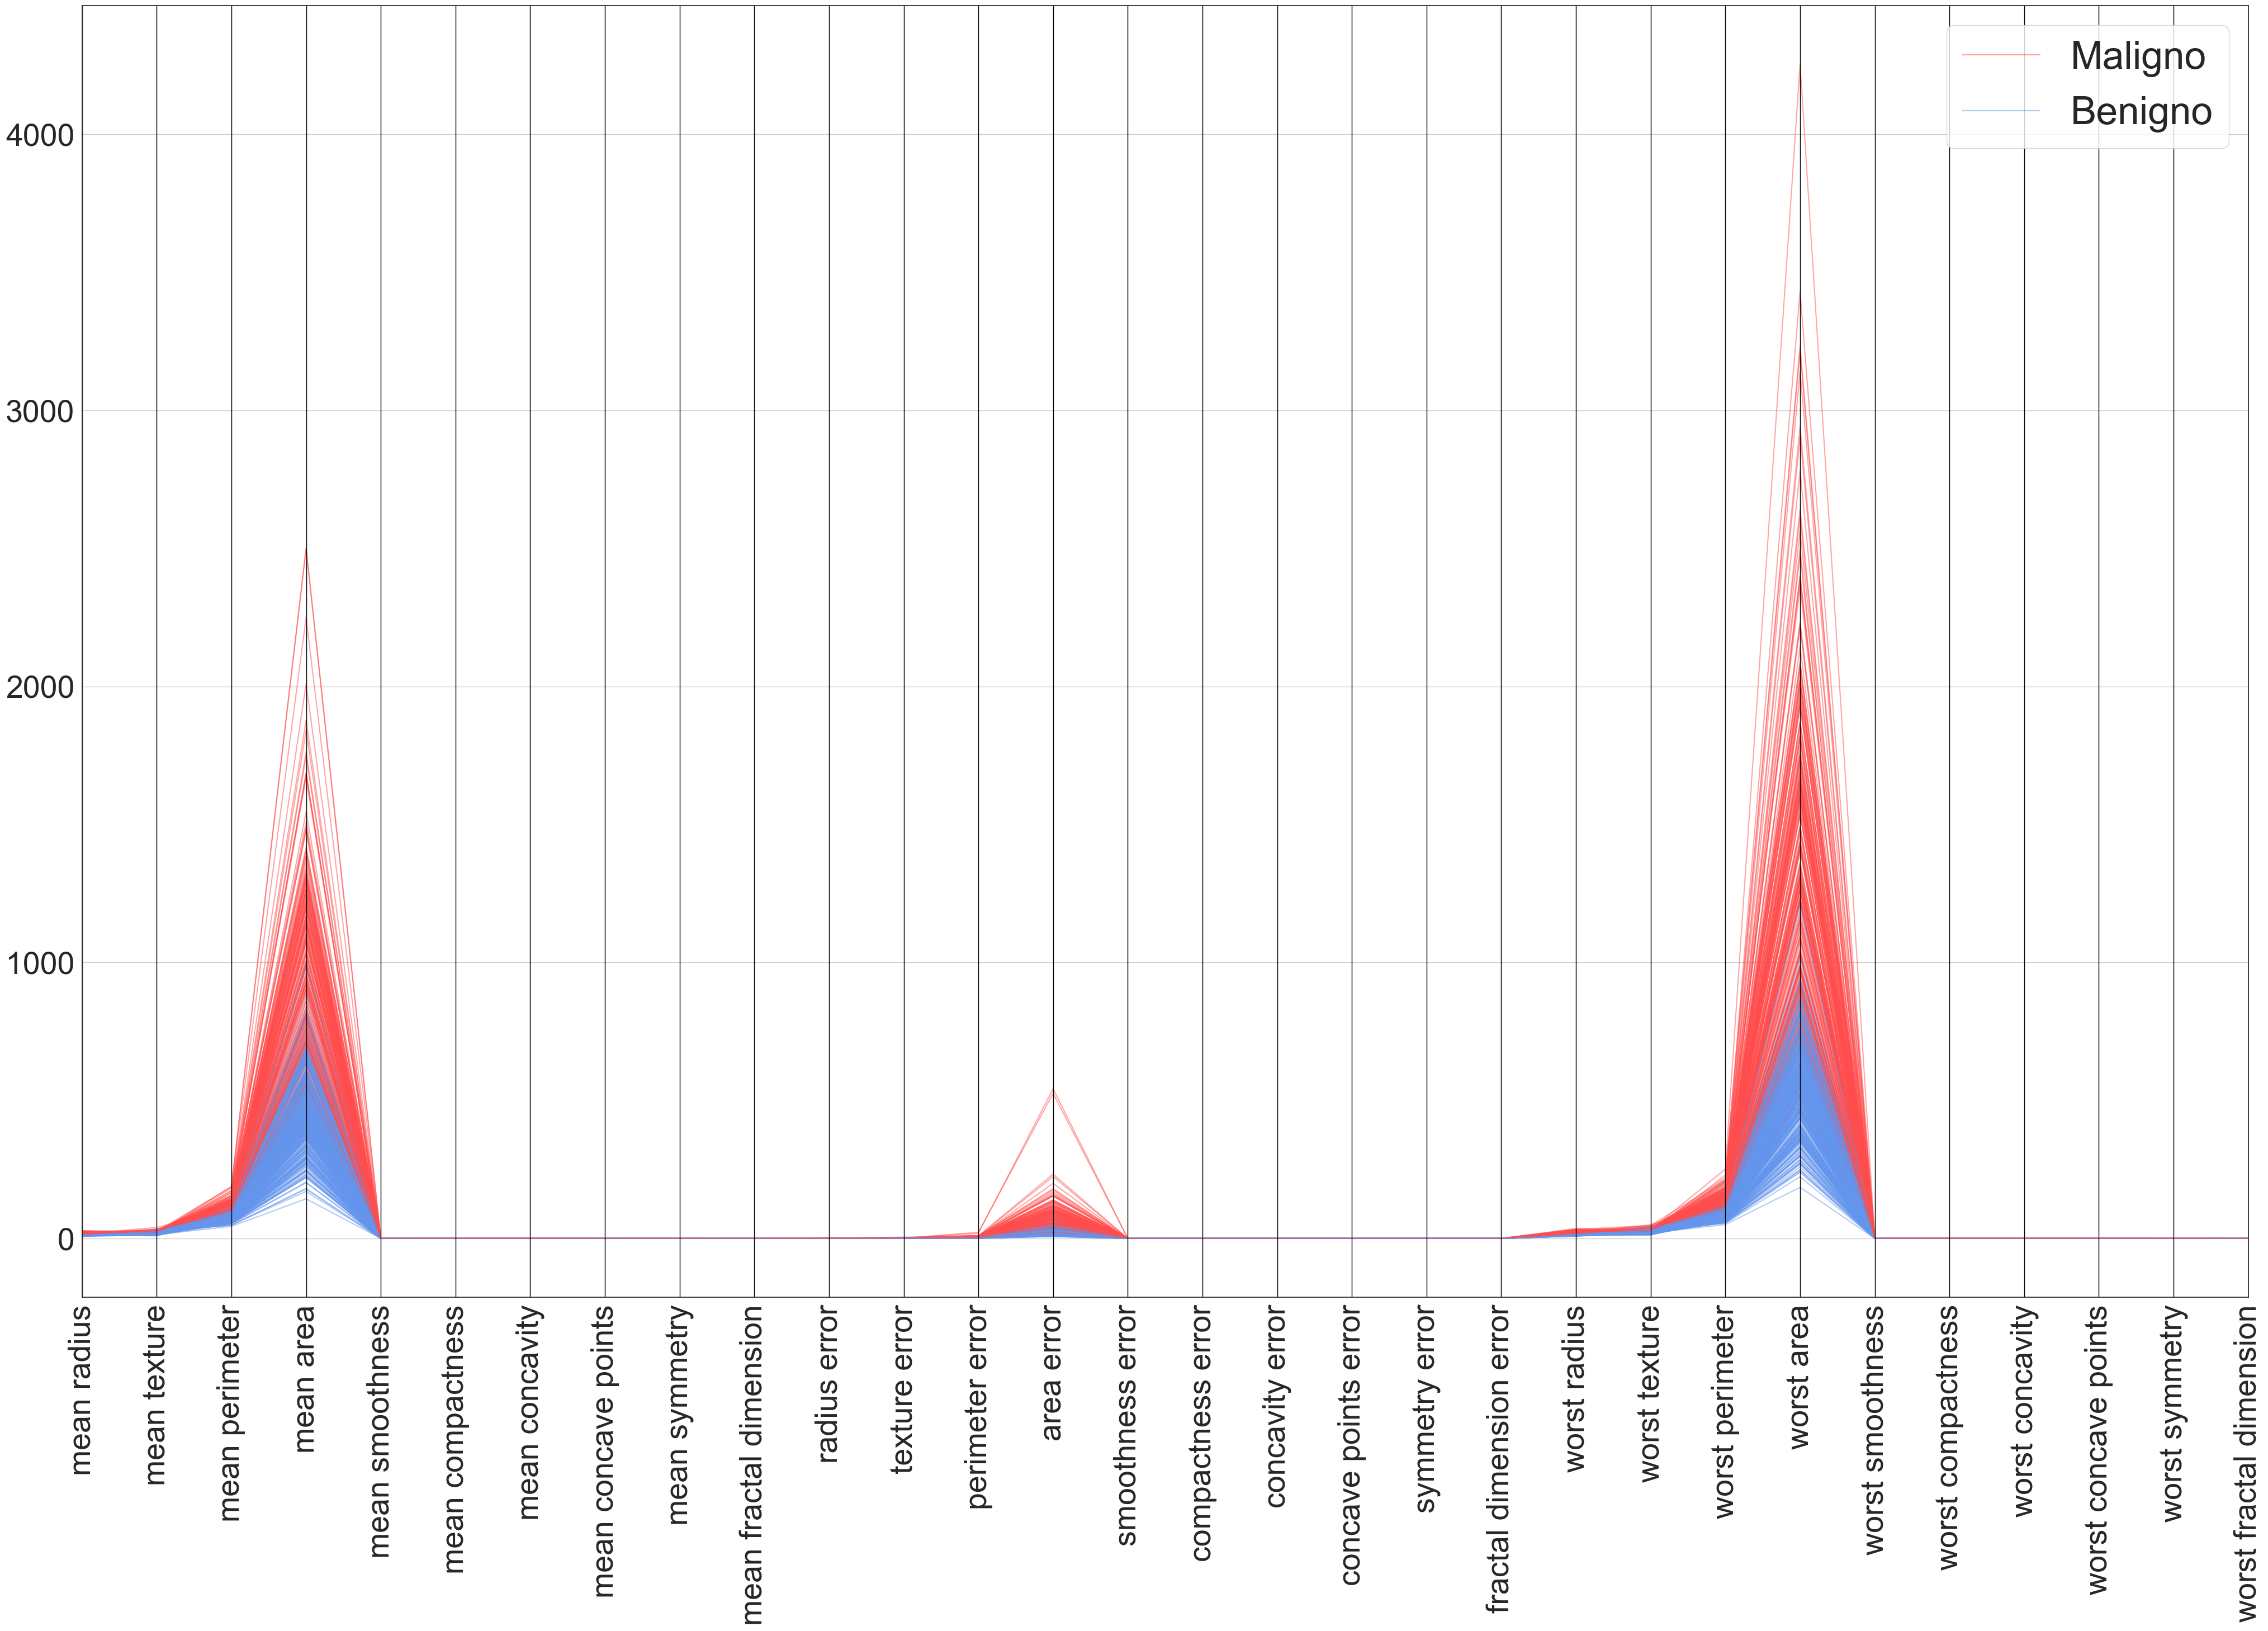 Maligno
Benigno
4000
3000
2000
1000
0
mean radius
mean texture
mean perimeter
mean area
mean smoothness
mean compactness
mean concavity
mean concave points
mean symmetry
mean fractal dimension
radius error
texture error
perimeter error
area error
smoothness error
compactness error
concavity error
concave points error
symmetry error
fractal dimension error
worst radius
worst texture
worst perimeter
worst area
worst smoothness
worst compactness
worst concavity
worst concave points
worst symmetry
worst fractal dimension